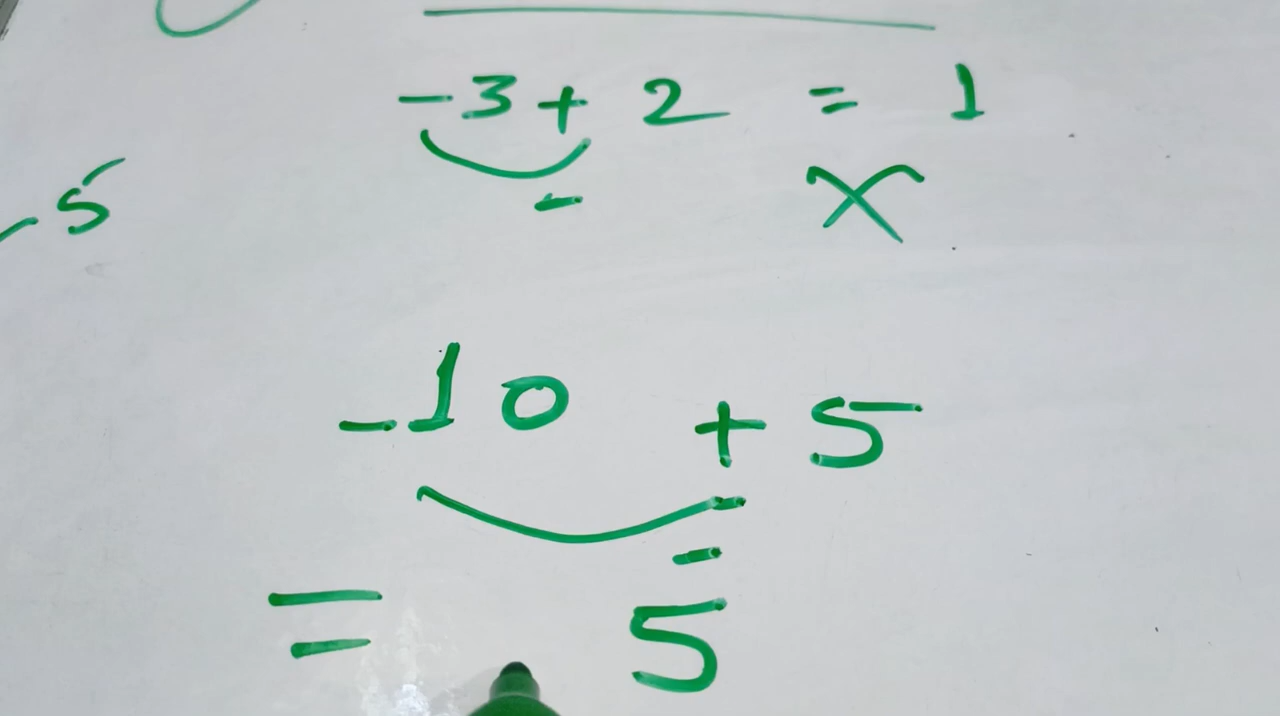 -3 + 2 = 1
-
X
-5
-10 + 5
-
= 5